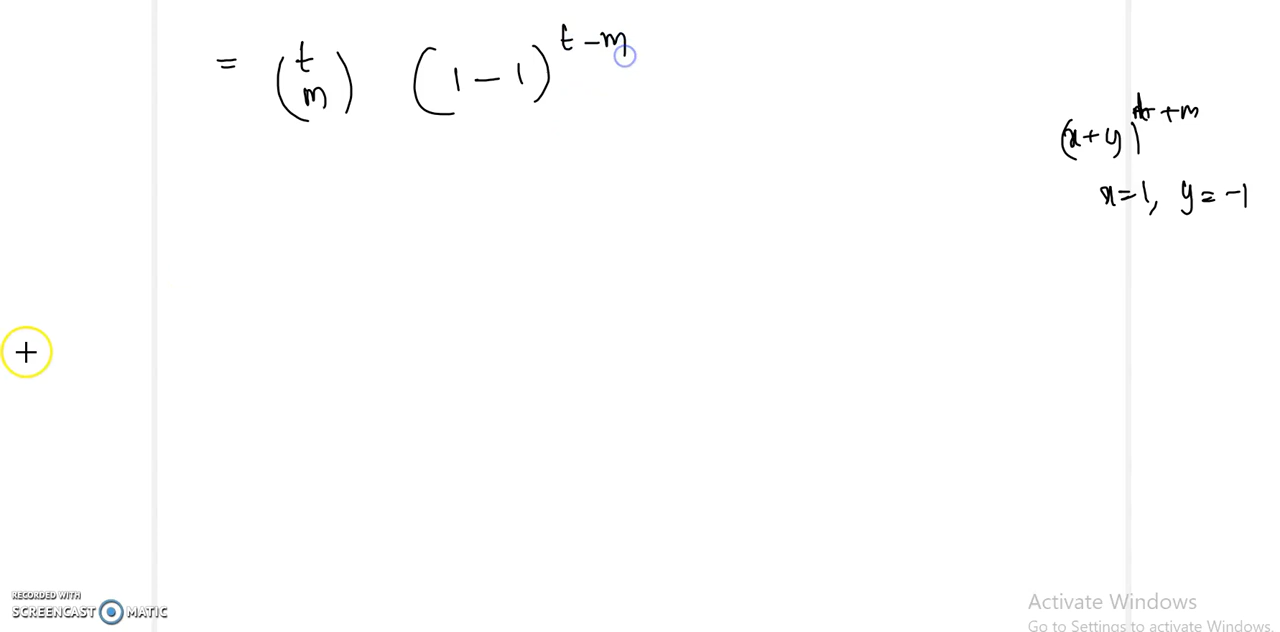 = (t m) (1-1)^{t-m}
(x+y)^{t+m}
x=1, y=-1
RECORDED WITH
SCREENCAST MATIC
Activate Windows
Go to Settings to activate Windows.